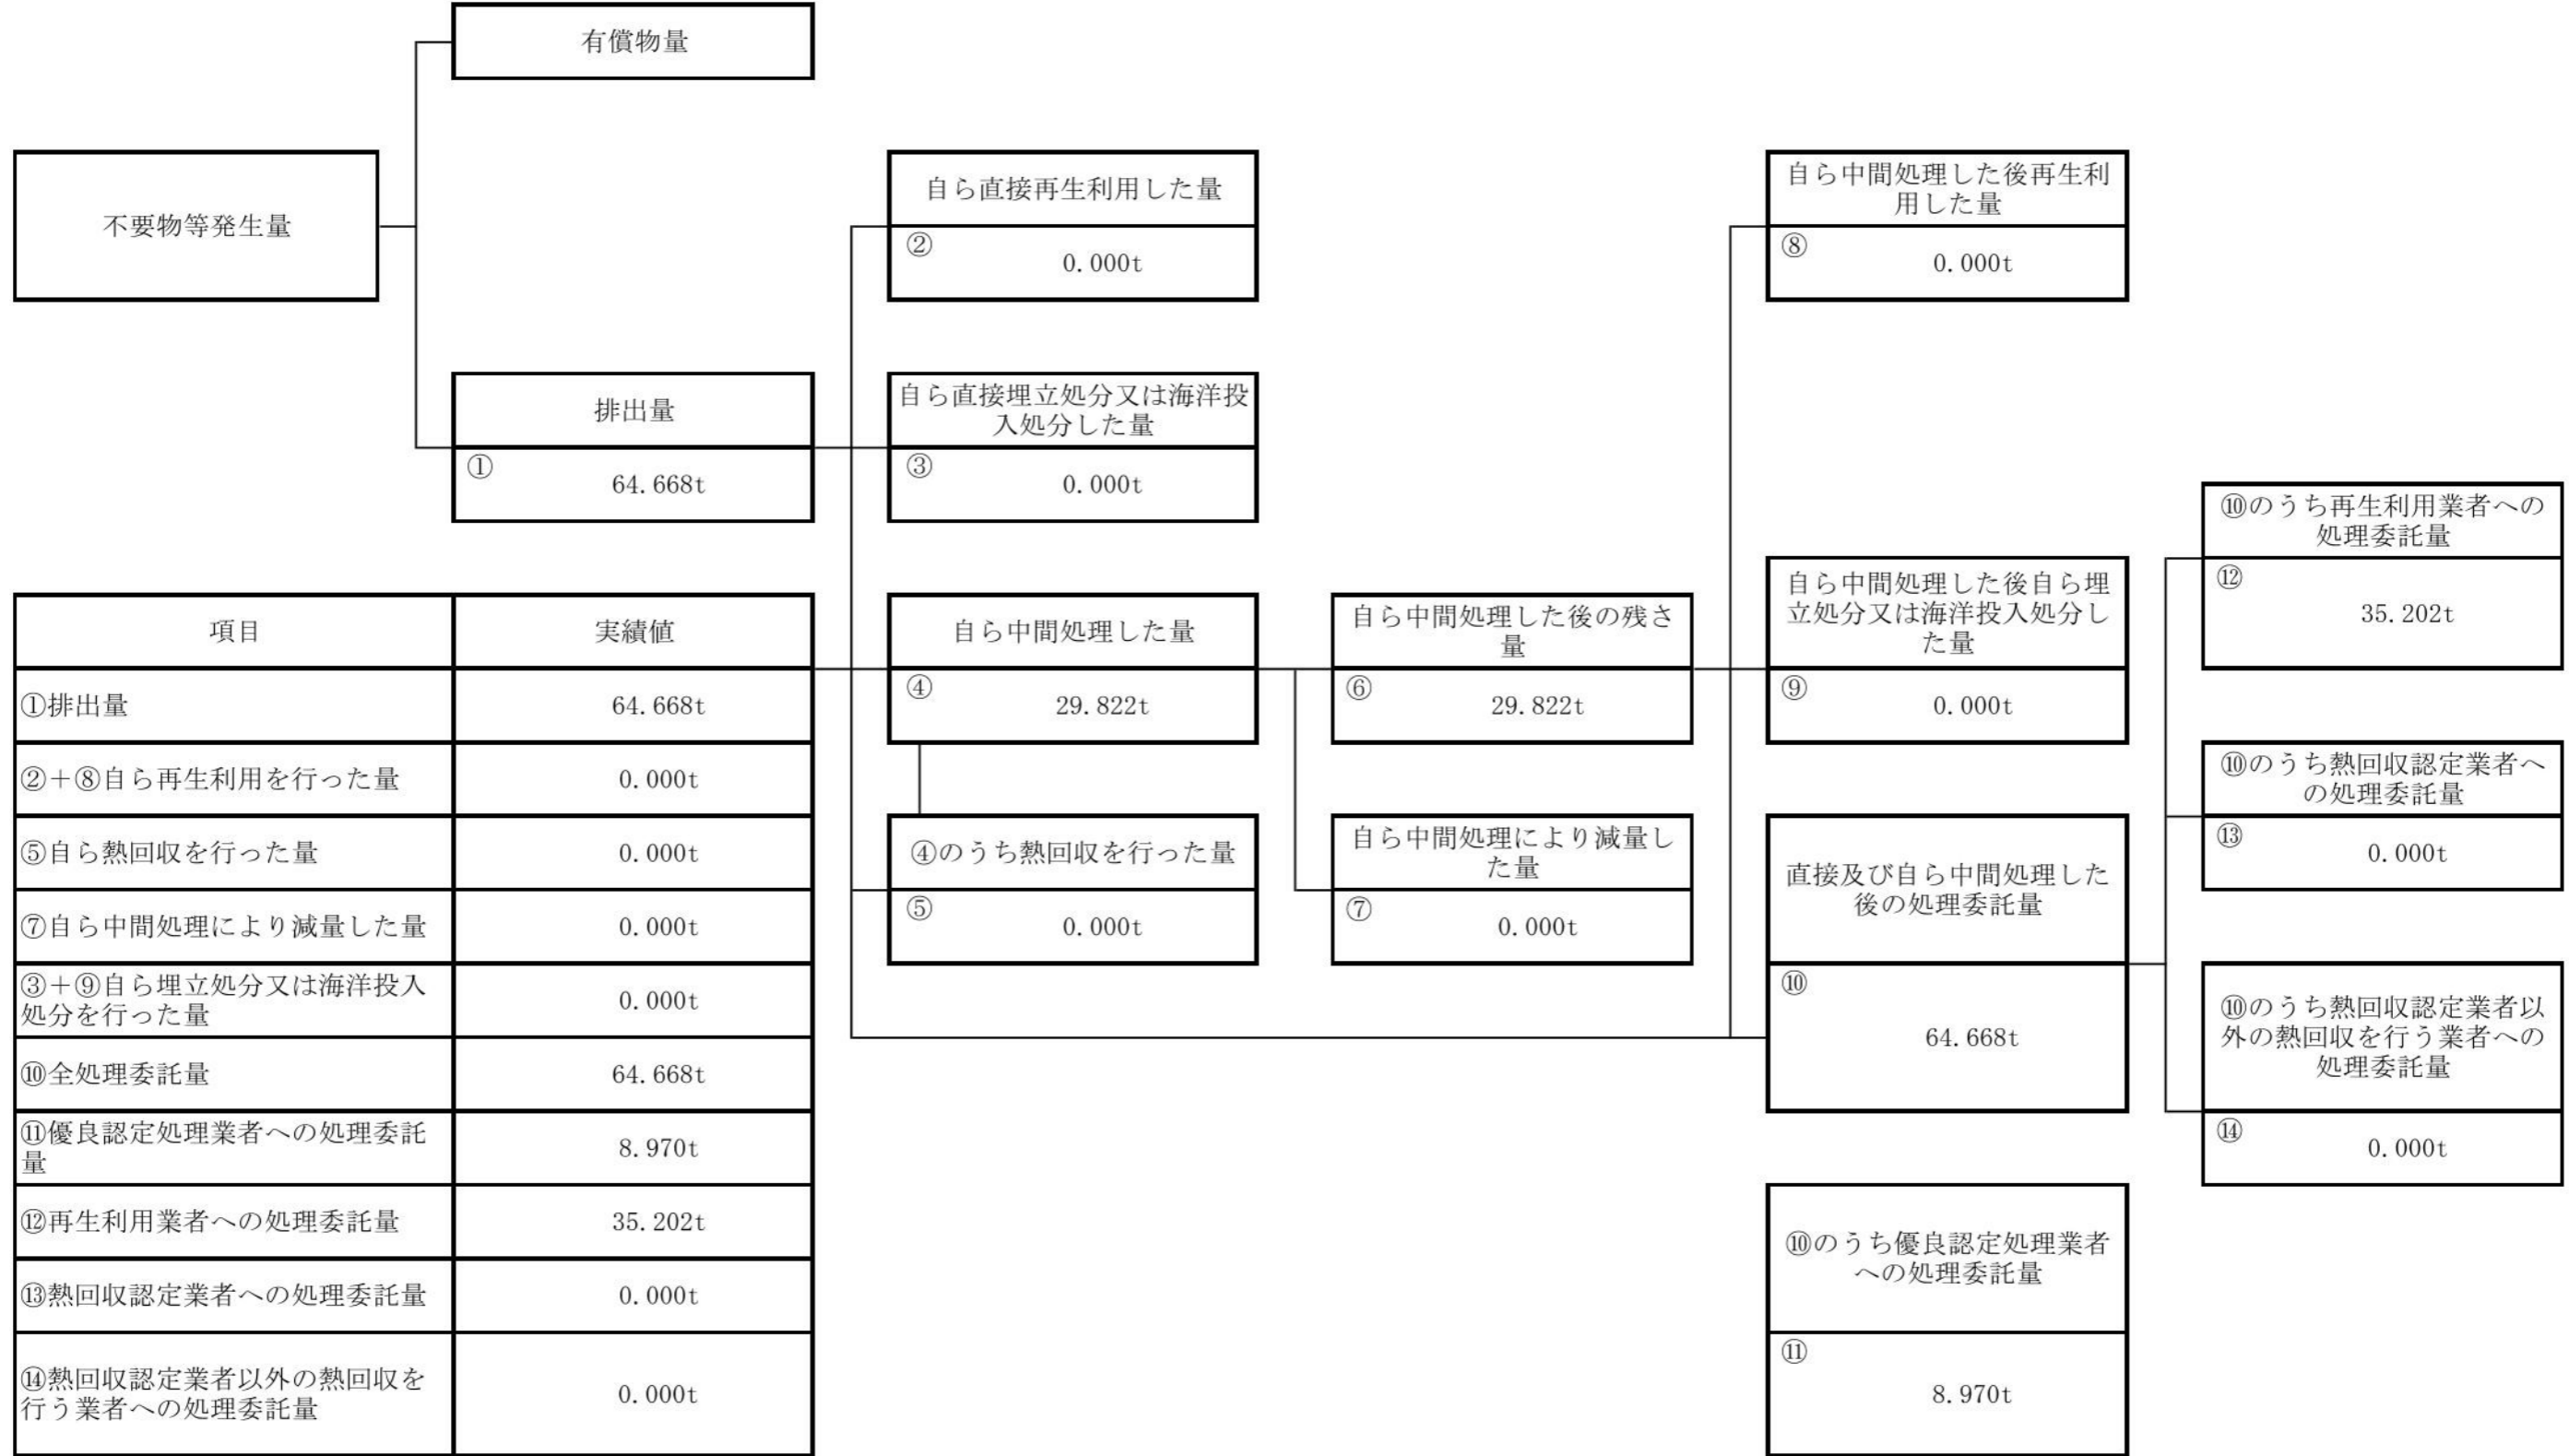 有償物量
不要物等発生量
自ら直接再生利用した量
②
0.000t
自ら中間処理した後再生利
用した量
⑧
0.000t
排出量
①
64.668t
自ら直接埋立処分又は海洋投
入処分した量
③
0.000t
自ら中間処理した量
④
29.822t
自ら中間処理した後の残さ
量
⑥
29.822t
自ら中間処理した後自ら埋
立処分又は海洋投入処分し
た量
⑨
0.000t
⑩のうち再生利用業者への
処理委託量
⑫
35.202t
④のうち熱回収を行った量
⑤
0.000t
自ら中間処理により減量し
た量
⑦
0.000t
直接及び自ら中間処理した
後の処理委託量
⑩
64.668t
⑩のうち熱回収認定業者へ
の処理委託量
⑬
0.000t
⑩のうち熱回収認定業者以
外の熱回収を行う業者への
処理委託量
⑭
0.000t
⑩のうち優良認定処理業者
への処理委託量
⑪
8.970t
項目 実績値
①排出量 64.668t
②＋⑧自ら再生利用を行った量 0.000t
⑤自ら熱回収を行った量 0.000t
⑦自ら中間処理により減量した量 0.000t
③＋⑨自ら埋立処分又は海洋投入
処分を行った量 0.000t
⑩全処理委託量 64.668t
⑪優良認定処理業者への処理委託
量 8.970t
⑫再生利用業者への処理委託量 35.202t
⑬熱回収認定業者への処理委託量 0.000t
⑭熱回収認定業者以外の熱回収を
行う業者への処理委託量 0.000t